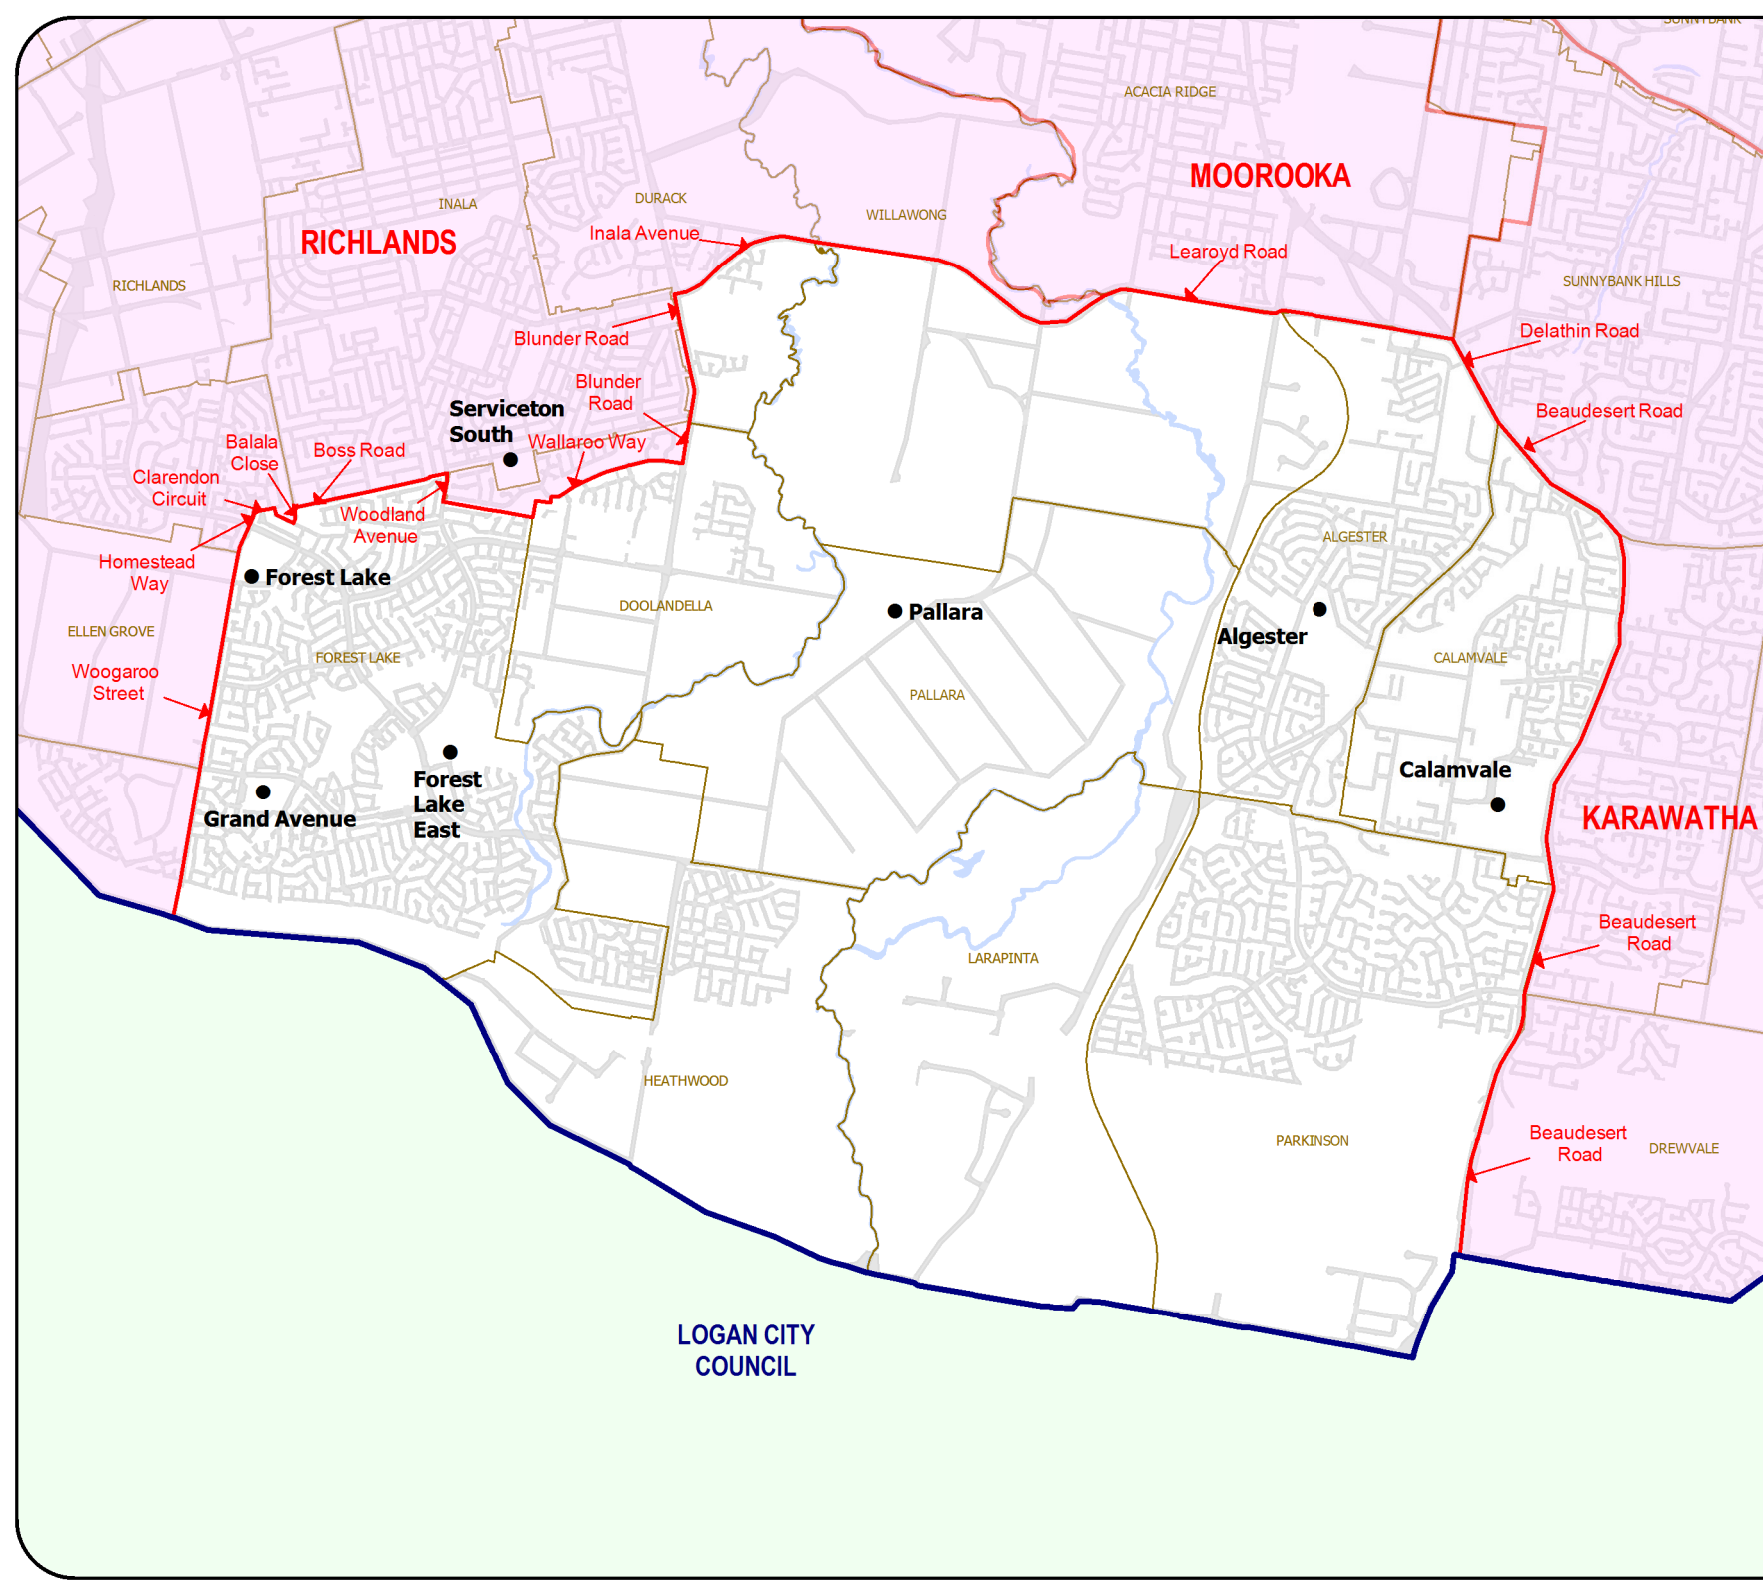 SUNNYBANK
ACACIA RIDGE
MOOROOKA
INALA
DURACK
WILLAWONG
Inala Avenue
RICHLANDS
Learoyd Road
RICHLANDS
SUNNYBANK HILLS
Blunder Road
Delathin Road
Blunder
Road
Serviceton
South
Beaudesert Road
Wallaroo Way
Balala
Close
Boss Road
Clarendon
Circuit
Woodland
Avenue
ALGESTER
Homestead
Way
Forest Lake
DOOLANDELLA
Pallara
ELLEN GROVE
Algester
FOREST LAKE
CALAMVALE
Woogaroo
Street
PALLARA
Calamvale
Forest
Lake
East
Grand Avenue
KARAWATHA
Beaudesert
Road
LARAPINTA
HEATHWOOD
PARKINSON
Beaudesert
Road
DREWVALE
LOGAN CITY
COUNCIL